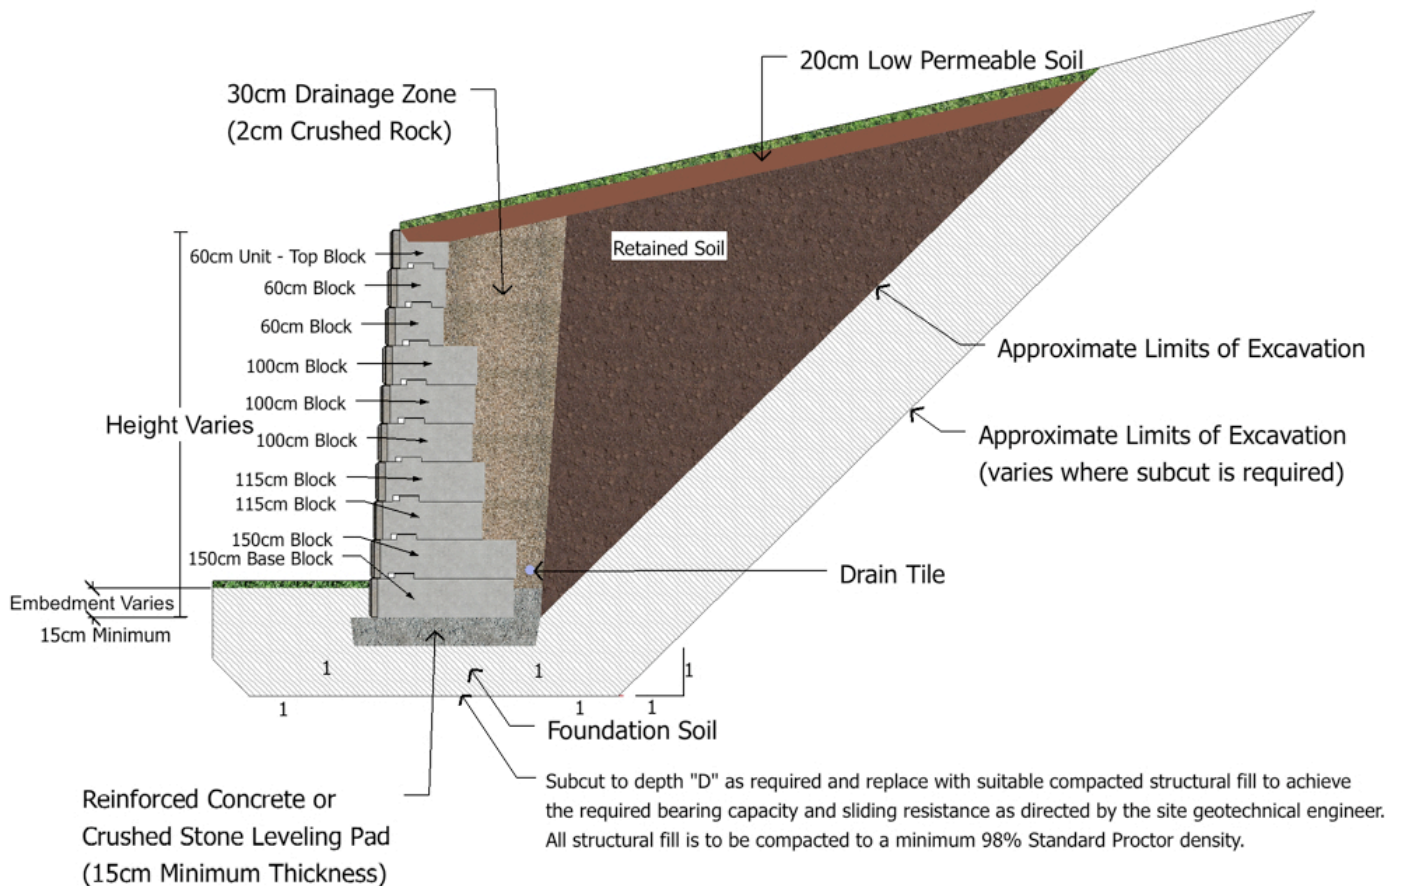 20cm Low Permeable Soil
30cm Drainage Zone
(2cm Crushed Rock)
Retained Soil
60cm Unit - Top Block
60cm Block
60cm Block
100cm Block
100cm Block
100cm Block
115cm Block
115cm Block
150cm Block
150cm Base Block
Height Varies
Approximate Limits of Excavation
Approximate Limits of Excavation
(varies where subcut is required)
Drain Tile
Embedment Varies
15cm Minimum
1
1
1
1
1
1
Foundation Soil
Subcut to depth "D" as required and replace with suitable compacted structural fill to achieve
the required bearing capacity and sliding resistance as directed by the site geotechnical engineer.
All structural fill is to be compacted to a minimum 98% Standard Proctor density.
Reinforced Concrete or
Crushed Stone Leveling Pad
(15cm Minimum Thickness)